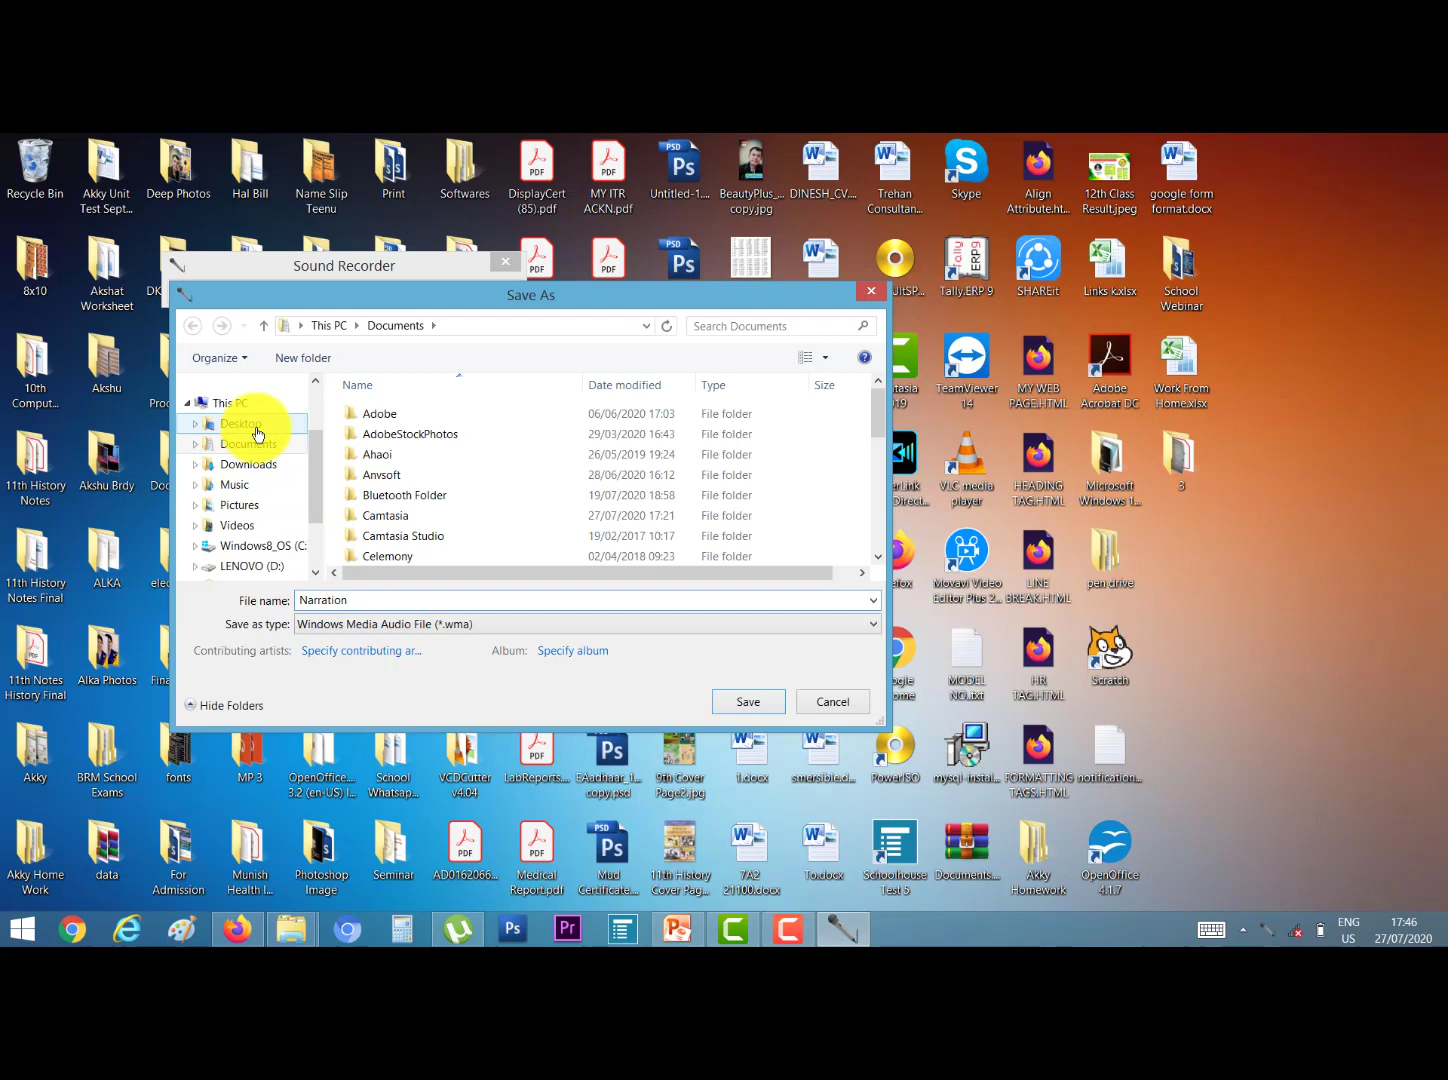 Recycle Bin
Akky Unit
Test Sept...
Deep Photos
Hal Bill
Name Slip
Teenu
Print
Softwares
DisplayCert
(85).pdf
MY ITR
ACKN.pdf
Untitled-1....
BeautyPlus_...
copy.jpg
DINESH_CV....
Trehan
Consultan...
Skype
Align
Attribute.ht...
12th Class
Result.jpeg
google form
format.docx
8x10
Akshat
Worksheet
Tally.ERP 9
SHAREit
Links k.xlsx
School
Webinar
Sound Recorder
Save As
This PC
Documents
Search Documents
Organize
New folder
Name
Date modified
Type
Size
This PC
Desktop
Documents
Downloads
Music
Pictures
Videos
Windows8_OS (C:
LENOVO (D:)
Adobe 06/06/2020 17:03 File folder
AdobeStockPhotos 29/03/2020 16:43 File folder
Ahaoi 26/05/2019 19:24 File folder
Anvsoft 28/06/2020 16:12 File folder
Bluetooth Folder 19/07/2020 18:58 File folder
Camtasia 27/07/2020 17:21 File folder
Camtasia Studio 19/02/2017 10:17 File folder
Celemony 02/04/2018 09:23 File folder
File name: Narration
Save as type: Windows Media Audio File (*.wma)
Contributing artists: Specify contributing ar...
Album: Specify album
Hide Folders
Save
Cancel
10th
Comput...
Akshu
TeamViewer
14
MY WEB
PAGE.HTML
Adobe
Acrobat DC
Work From
Home.xlsx
11th History
Notes
Akshu Brdy
VLC media
player
HEADING
TAG.HTML
Microsoft
Windows 1...
3
11th History
Notes Final
ALKA
Movavi Video
Editor Plus 2...
LINE
BREAK.HTML
pen drive
11th Notes
History Final
Alka Photos
MODEL
NO..txt
HR
TAG.HTML
Scratch
Akky
BRM School
Exams
fonts
MP 3
OpenOffice...
3.2 (en-US) I...
School
Whatsap...
VCDCutter
v4.04
LabReports....
EAadhaar_1...
copy.psd
9th Cover
Page2.jpg
1.docx
smersible.d...
PowerISO
mysql-instal...
FORMATTING
TAGS.HTML
notification...
Akky Home
Work
data
For
Admission
Munish
Health I...
Photoshop
Image
Seminar
AD0162066...
Medical
Report.pdf
Mud
Certificate....
11th History
Cover Pag...
7A2
21100.docx
To.docx
Schoolhouse
Test 5
Documents...
Akky
Homework
OpenOffice
4.1.7
ENG
US
17:46
27/07/2020